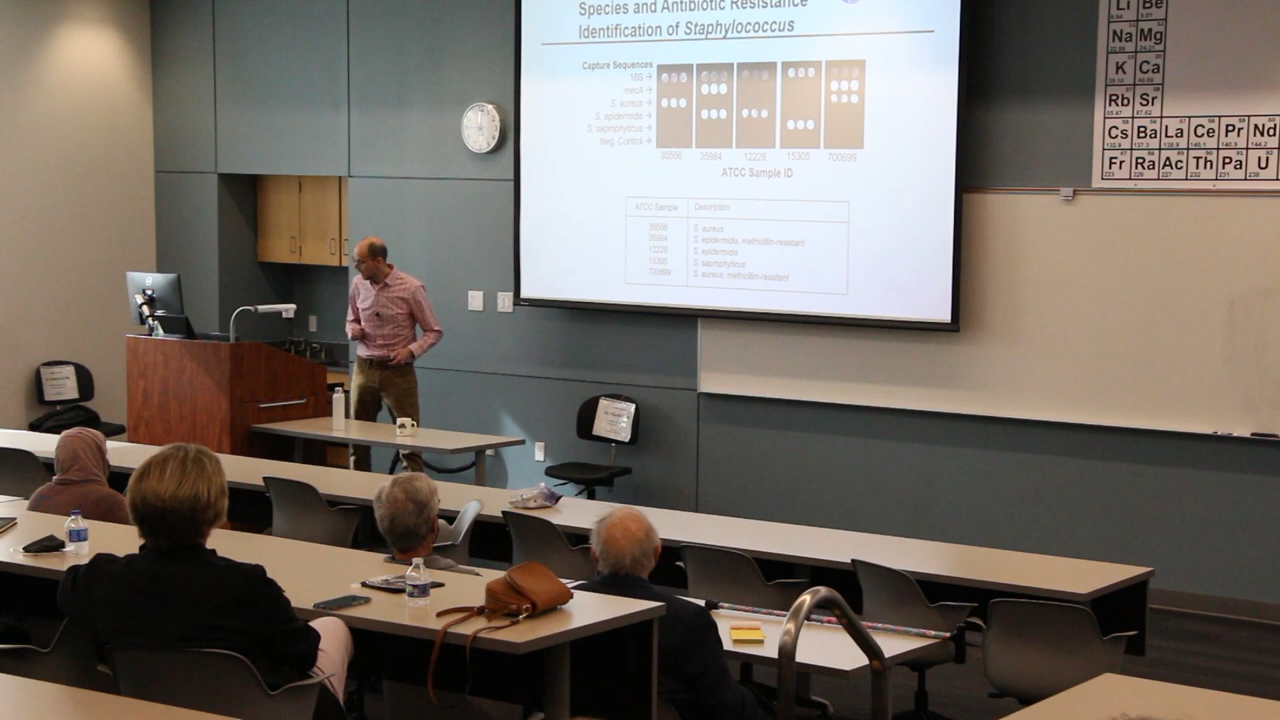 Species and Antibiotic Resistance
Identification of Staphylococcus
Capture Sequences
16S →
mecA →
S. aureus →
S. epidermidis →
S. saprophyticus →
Neg. Control →
35556 35984 12228 15305 700699
ATCC Sample ID
ATCC Sample Description
35556 S. aureus
35984 S. epidermidis, methicillin-resistant
12228 S. epidermidis
15305 S. saprophyticus
700699 S. aureus, methicillin-resistant
Li Be
Na Mg
K Ca
Rb Sr
Cs Ba La Ce Pr Nd
Fr Ra Ac Th Pa U